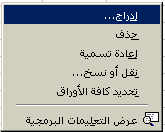 إدراج...
حذف
إعادة تسمية
نقل أو نسخ...
تحديد كافة الأوراق
عرض التعليمات البرمجية